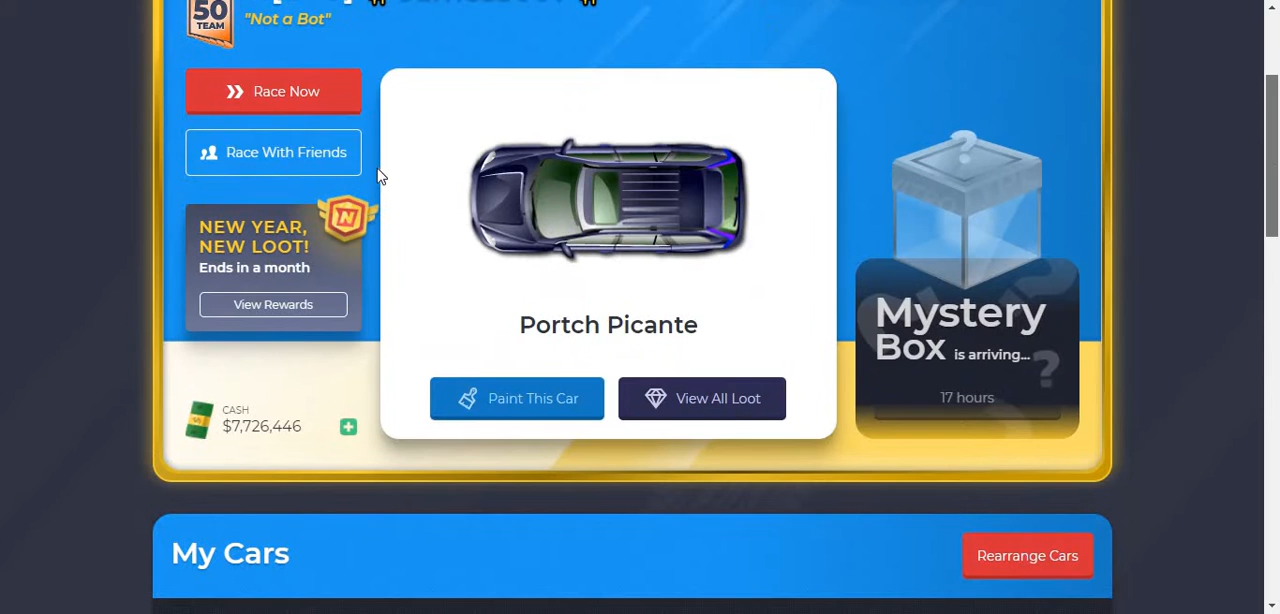 50
TEAM
"Not a Bot"
Race Now
Race With Friends
NEW YEAR,
NEW LOOT!
Ends in a month
View Rewards
CASH
$7,726,446
Portch Picante
Paint This Car
View All Loot
Mystery
Box is arriving...
17 hours
My Cars
Rearrange Cars